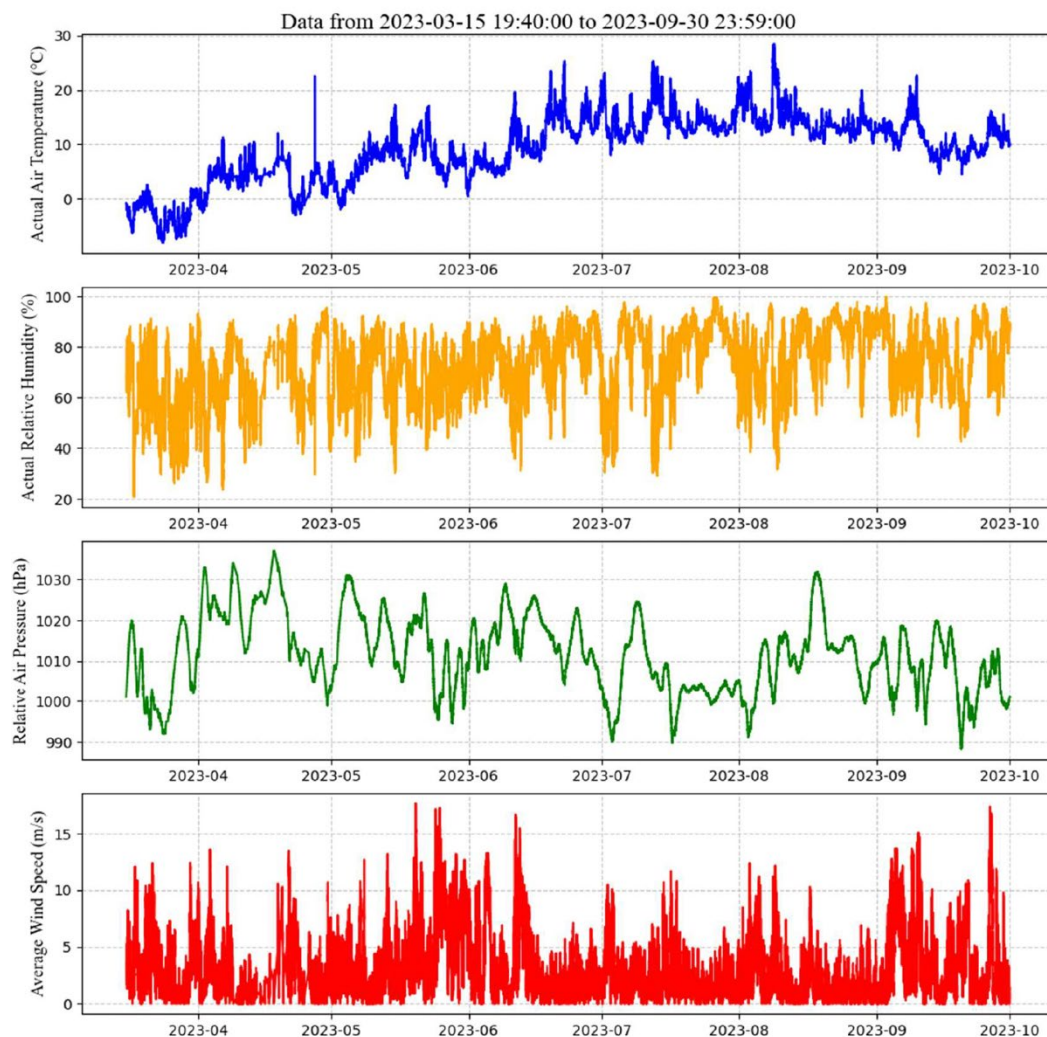 Data from 2023-03-15 19:40:00 to 2023-09-30 23:59:00
Actual Air Temperature (°C)
30
20
10
0
2023-04 2023-05 2023-06 2023-07 2023-08 2023-09 2023-10
Actual Relative Humidity (%)
100
80
60
40
20
2023-04 2023-05 2023-06 2023-07 2023-08 2023-09 2023-10
Relative Air Pressure (hPa)
1030
1020
1010
1000
990
2023-04 2023-05 2023-06 2023-07 2023-08 2023-09 2023-10
Average Wind Speed (m/s)
15
10
5
0
2023-04 2023-05 2023-06 2023-07 2023-08 2023-09 2023-10